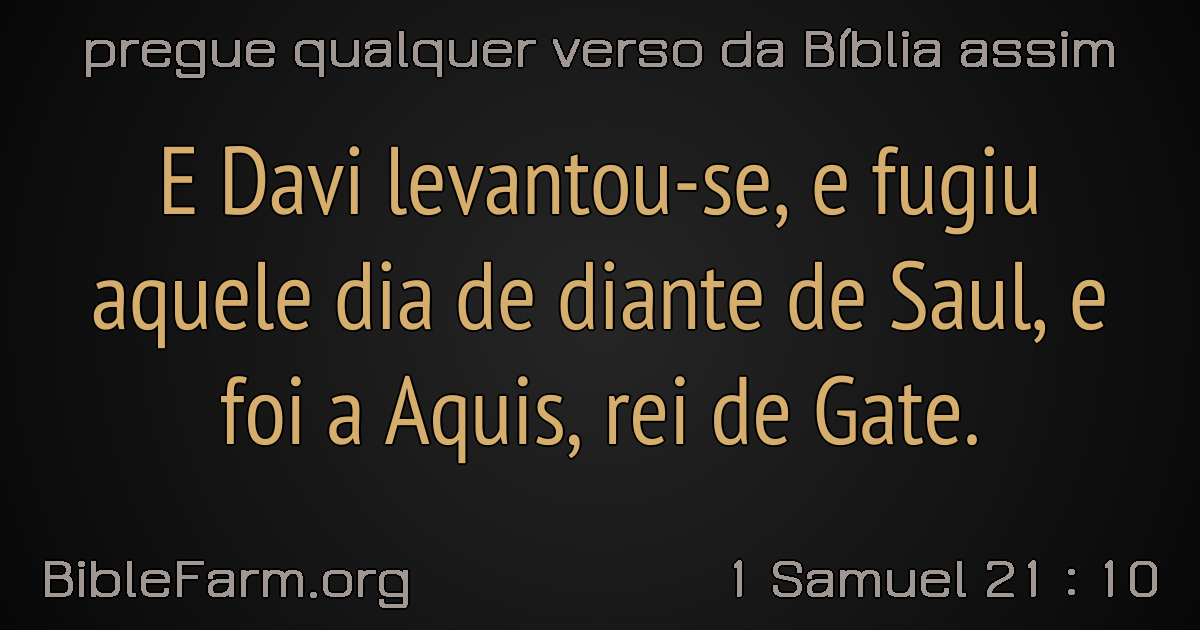 pregue qualquer verso da Bíblia assim
E Davi levantou-se, e fugiu
aquele dia de diante de Saul, e
foi a Aquis, rei de Gate.
BibleFarm.org
1 Samuel 21 : 10